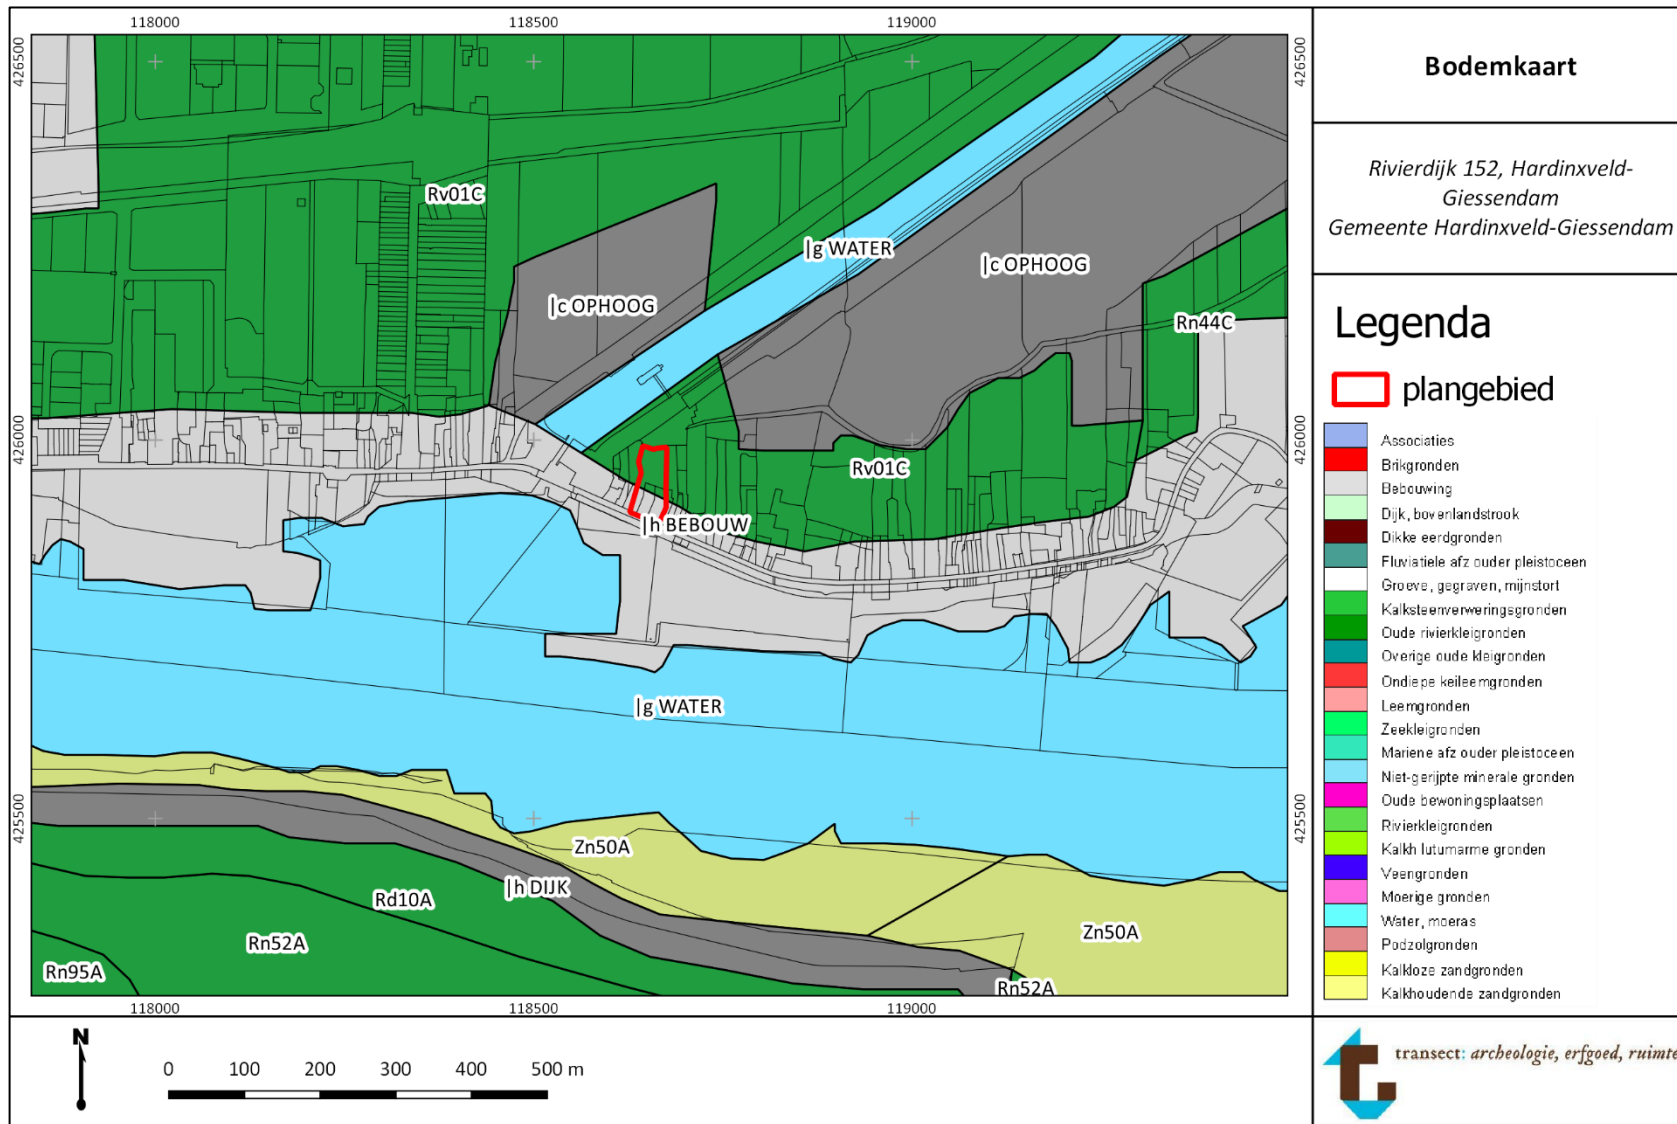 118000
118500
119000
426500
426500
Bodemkaart
Rivierdijk 152, Hardinxveld-
Giessendam
Gemeente Hardinxveld-Giessendam
Rv01C
|g WATER
|c OPHOOG
|c OPHOOG
Rn44C
426000
426000
Rv01C
|h BEBOUW
|g WATER
425500
425500
Zn50A
|h DIJK
Rd10A
Zn50A
Rn52A
Rn95A
Rn52A
118000
118500
119000
Legenda
plangebied
Associaties
Brikgronden
Bebouwing
Dijk, bovenlandstrook
Dikke eerdgronden
Fluviatiele afz ouder pleistoceen
Groeve, gegraven, mijnstort
Kalksteenverweringsgronden
Oude rivierkleigronden
Overige oude kleigronden
Ondiepe keileemgronden
Leemgronden
Zeekleigronden
Mariene afz ouder pleistoceen
Niet-gerijpte minerale gronden
Oude bewoningsplaatsen
Rivierkleigronden
Kalkh lutumarme gronden
Veengronden
Moerige gronden
Water, moeras
Podzolgronden
Kalkloze zandgronden
Kalkhoudende zandgronden
N
0 100 200 300 400 500 m
transect: archeologie, erfgoed, ruimte